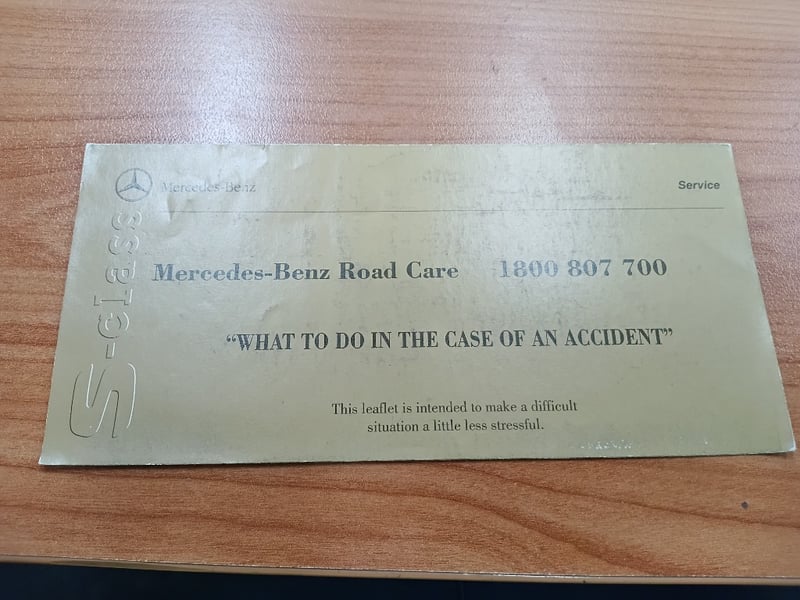 Mercedes-Benz
Service
S-class
Mercedes-Benz Road Care 1800 807 700
“WHAT TO DO IN THE CASE OF AN ACCIDENT”
This leaflet is intended to make a difficult
situation a little less stressful.